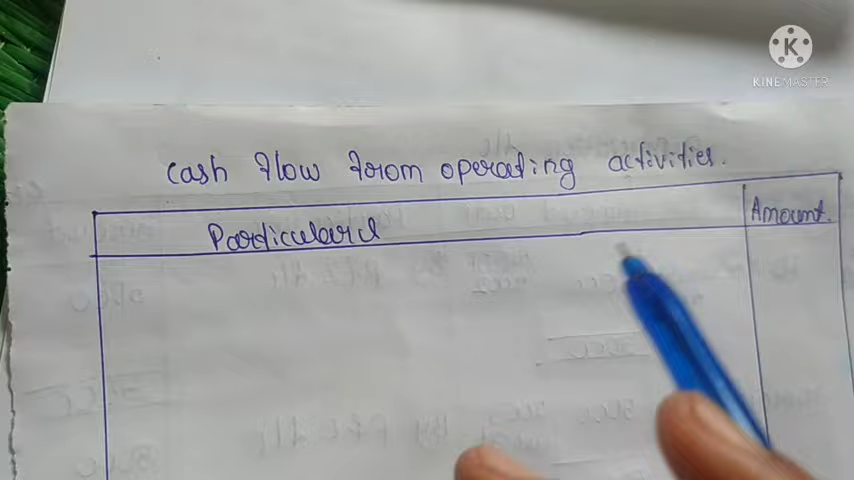 K
KINEMASTER
Cash flow from operating activities.
Particulars
Amount.